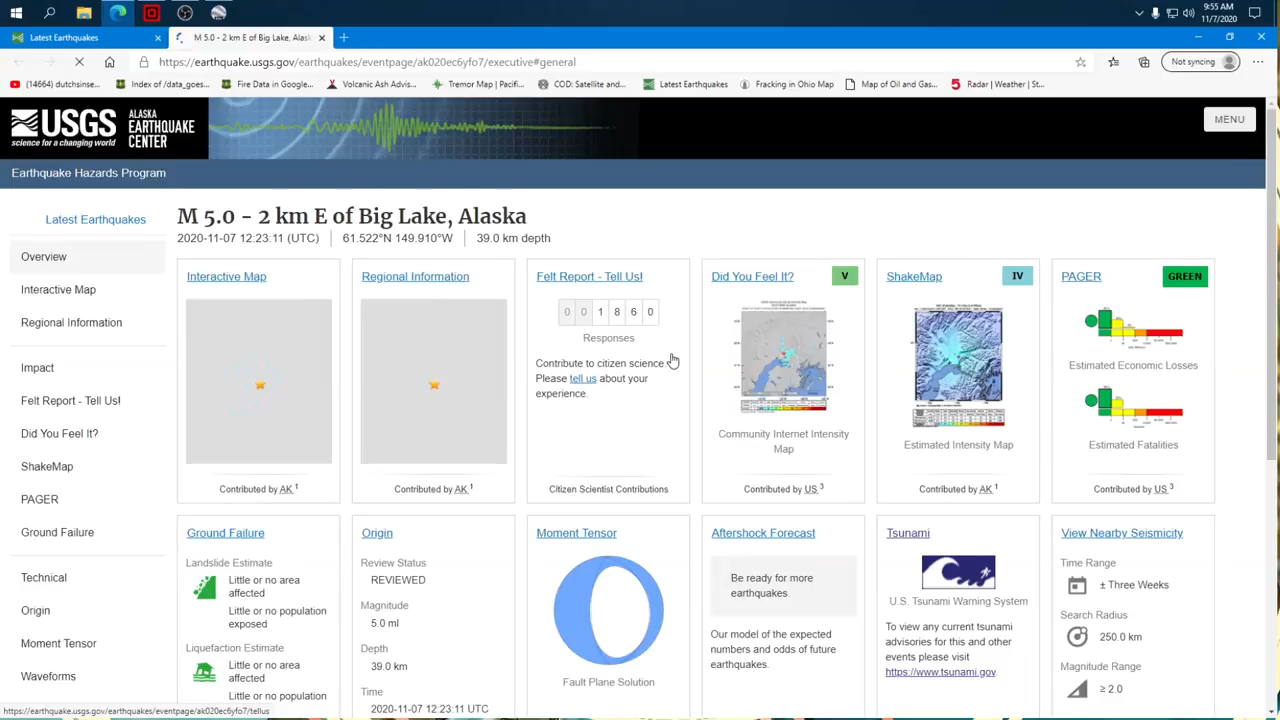 9:55 AM
11/7/2020
Latest Earthquakes
M 5.0 - 2 km E of Big Lake, Alask
https://earthquake.usgs.gov/earthquakes/eventpage/ak020ec6yfo7/executive#general
Not syncing
(14664) dutchsinse...
Index of /data_goes...
Fire Data in Google...
Volcanic Ash Advis...
Tremor Map | Pacifi...
COD: Satellite and...
Latest Earthquakes
Fracking in Ohio Map
Map of Oil and Gas...
Radar | Weather | St...
USGS
science for a changing world
ALASKA
EARTHQUAKE
CENTER
MENU
Earthquake Hazards Program
Latest Earthquakes
Overview
Interactive Map
Regional Information
Impact
Felt Report - Tell Us!
Did You Feel It?
ShakeMap
PAGER
Ground Failure
Technical
Origin
Moment Tensor
Waveforms
M 5.0 - 2 km E of Big Lake, Alaska
2020-11-07 12:23:11 (UTC) 61.522°N 149.910°W 39.0 km depth
Interactive Map
Contributed by AK 1
Regional Information
Contributed by AK 1
Felt Report - Tell Us!
0 0 1 8 6 0
Responses
Contribute to citizen science.
Please tell us about your
experience.
Citizen Scientist Contributions
Did You Feel It?
V
Community Internet Intensity
Map
Contributed by US 3
ShakeMap
IV
Estimated Intensity Map
Contributed by AK 1
PAGER
GREEN
Estimated Economic Losses
Estimated Fatalities
Contributed by US 3
Ground Failure
Landslide Estimate
Little or no area
affected
Little or no population
exposed
Liquefaction Estimate
Little or no area
affected
Little or no population
Origin
Review Status
REVIEWED
Magnitude
5.0 ml
Depth
39.0 km
Time
2020-11-07 12:23:11 UTC
Moment Tensor
Fault Plane Solution
Aftershock Forecast
Be ready for more
earthquakes.
Our model of the expected
numbers and odds of future
earthquakes.
Tsunami
U.S. Tsunami Warning System
To view any current tsunami
advisories for this and other
events please visit
https://www.tsunami.gov.
View Nearby Seismicity
Time Range
± Three Weeks
Search Radius
250.0 km
Magnitude Range
≥ 2.0
https://earthquake.usgs.gov/earthquakes/eventpage/ak020ec6yfo7/tellus